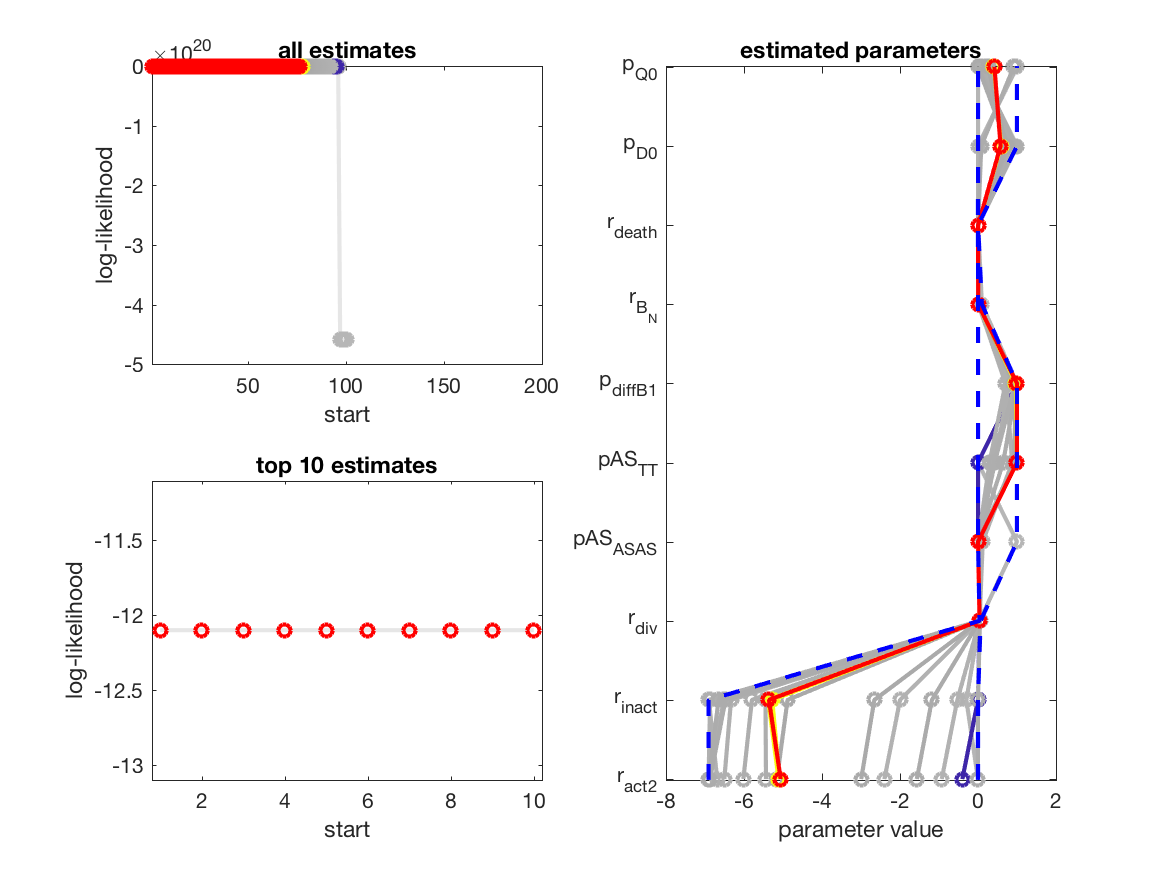 all estimates
×10^20
0
-1
-2
-3
-4
-5
log-likelihood
50 100 150 200
start
top 10 estimates
-11.5
-12
-12.5
-13
log-likelihood
2 4 6 8 10
start
estimated parameters
p_Q0
p_D0
r_death
r_B_N
p_diffB1
pAS_TT
pAS_ASAS
r_div
r_inact
r_act2
-8 -6 -4 -2 0 2
parameter value